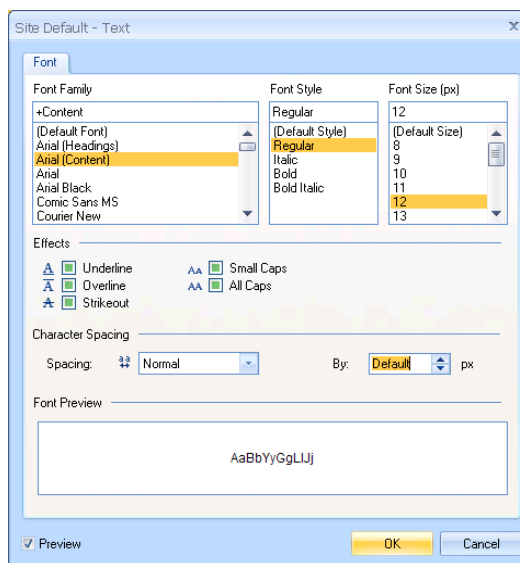 Site Default - Text
Font
Font Family
Font Style
Font Size (px)
+Content
Regular
12
(Default Font)
Arial (Headings)
Arial (Content)
Arial
Arial Black
Comic Sans MS
Courier New
(Default Style)
Regular
Italic
Bold
Bold Italic
(Default Size)
8
9
10
11
12
13
Effects
A Underline
AA Small Caps
A Overline
AA All Caps
A Strikeout
Character Spacing
Spacing: aa Normal By: Default px
Font Preview
AaBbYyGgLlJj
Preview
OK Cancel